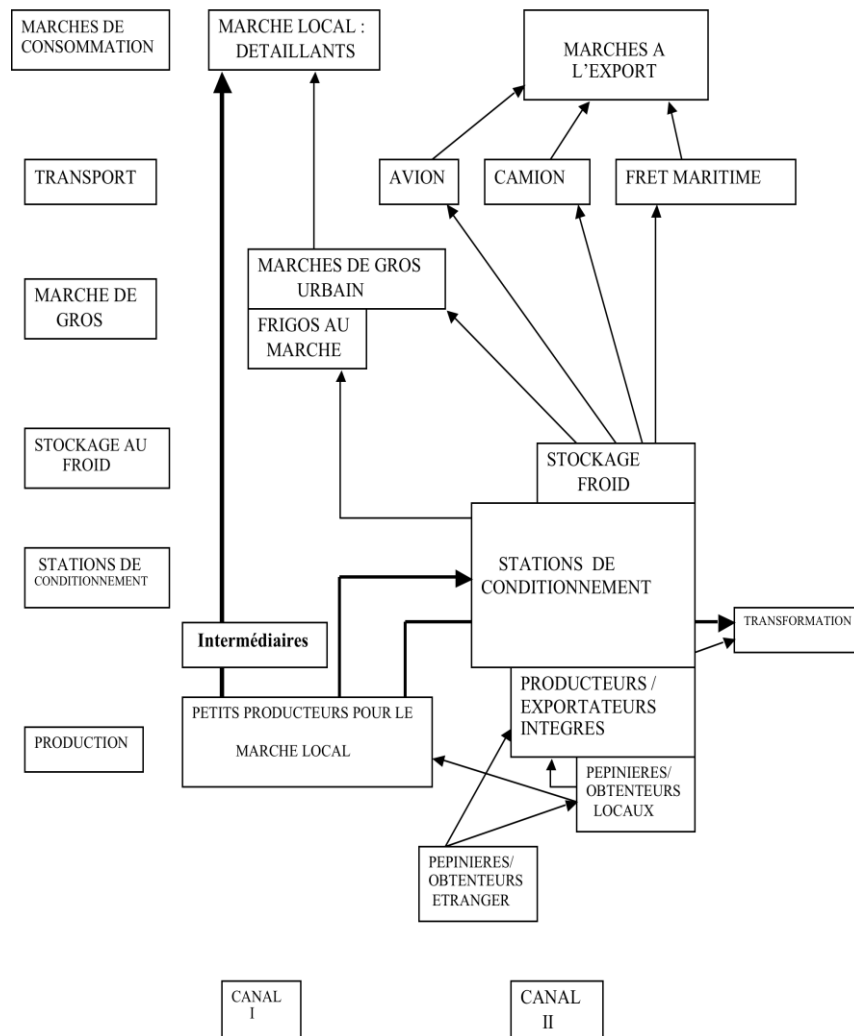 MARCHES DE
CONSOMMATION
MARCHE LOCAL :
DETAILLANTS
MARCHES A
L’EXPORT
TRANSPORT
AVION
CAMION
FRET MARITIME
MARCHES DE GROS
URBAIN
MARCHE DE
GROS
FRIGOS AU
MARCHE
STOCKAGE AU
FROID
STOCKAGE
FROID
STATIONS DE
CONDITIONNEMENT
STATIONS DE
CONDITIONNEMENT
Intermédiaires
TRANSFORMATION
PRODUCTION
PETITS PRODUCTEURS POUR LE
MARCHE LOCAL
PRODUCTEURS /
EXPORTATEURS
INTEGRES
PEPINIERES/
OBTENTEURS
LOCAUX
PEPINIERES/
OBTENTEURS
ETRANGER
CANAL
I
CANAL
II